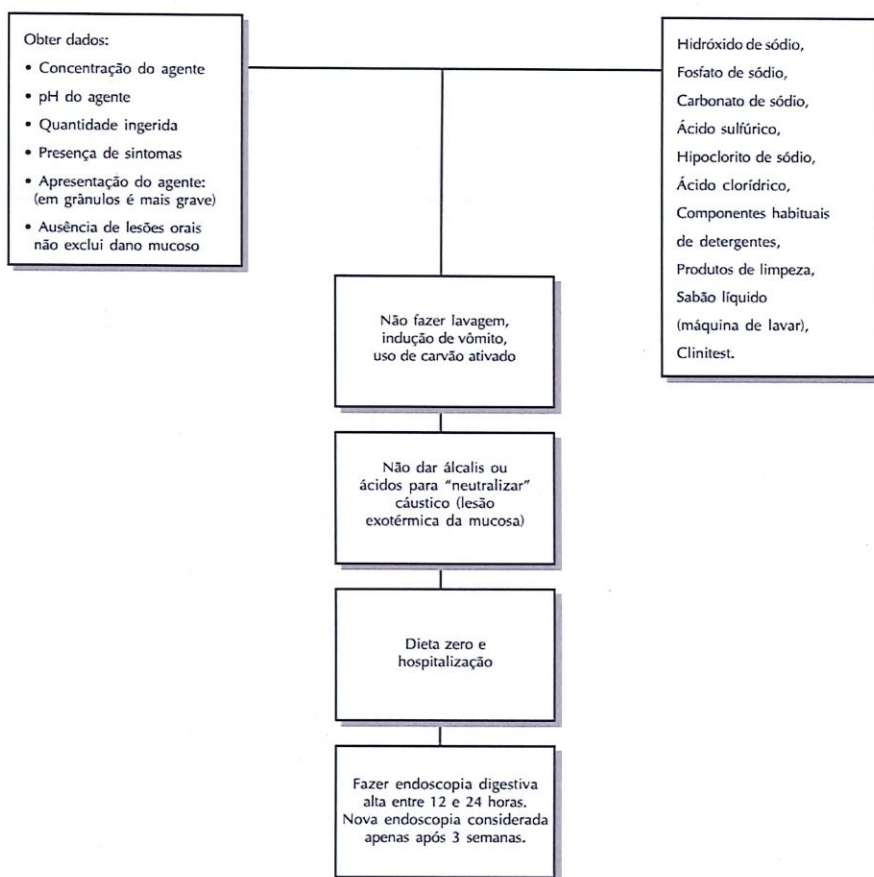 Obter dados:
• Concentração do agente
• pH do agente
• Quantidade ingerida
• Presença de sintomas
• Apresentação do agente:
(em grânulos é mais grave)
• Ausência de lesões orais
não exclui dano mucoso
Hidróxido de sódio,
Fosfato de sódio,
Carbonato de sódio,
Ácido sulfúrico,
Hipoclorito de sódio,
Ácido clorídrico,
Componentes habituais
de detergentes,
Produtos de limpeza,
Sabão líquido
(máquina de lavar),
Clinitest.
Não fazer lavagem,
indução de vômito,
uso de carvão ativado
Não dar álcalis ou
ácidos para “neutralizar”
cáustico (lesão
exotérmica da mucosa)
Dieta zero e
hospitalização
Fazer endoscopia digestiva
alta entre 12 e 24 horas.
Nova endoscopia considerada
apenas após 3 semanas.